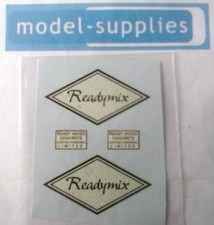 model-supplies
Readymix
READY MIXED
CONCRETE
LIMITED
READY MIXED
CONCRETE
LIMITED
Readymix